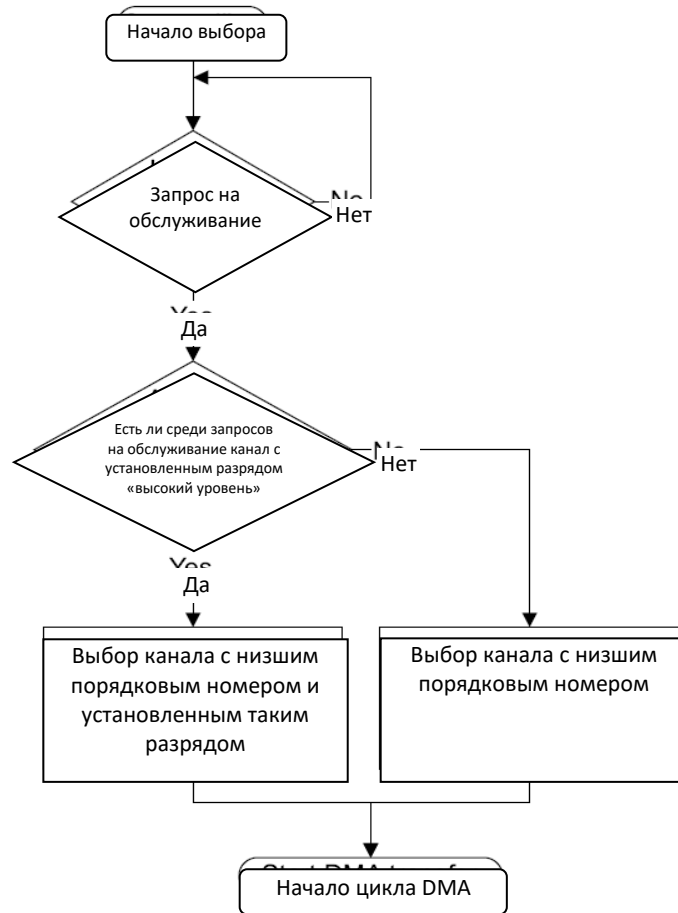 Начало выбора
Запрос на
обслуживание
Нет
Да
Есть ли среди запросов
на обслуживание канал с
установленным разрядом
«высокий уровень»
Нет
Да
Выбор канала с низшим
порядковым номером и
установленным таким
разрядом
Выбор канала с низшим
порядковым номером
Начало цикла DMA